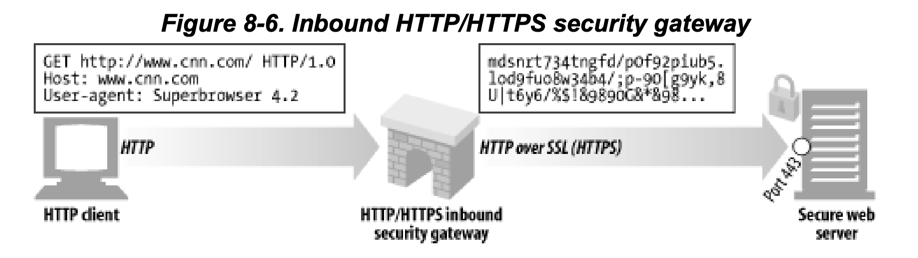 Figure 8-6. Inbound HTTP/HTTPS security gateway
GET http://www.cnn.com/ HTTP/1.0
Host: www.cnn.com
User-agent: Superbrowser 4.2
mdsnrt734tngfd/p0f92piub5.
lod9fuo8w34b4/;p-90[g9yk,8
U|t6y6/%$!&989oG&*&98...
HTTP
HTTP over SSL (HTTPS)
Port 443
HTTP client
HTTP/HTTPS inbound
security gateway
Secure web
server